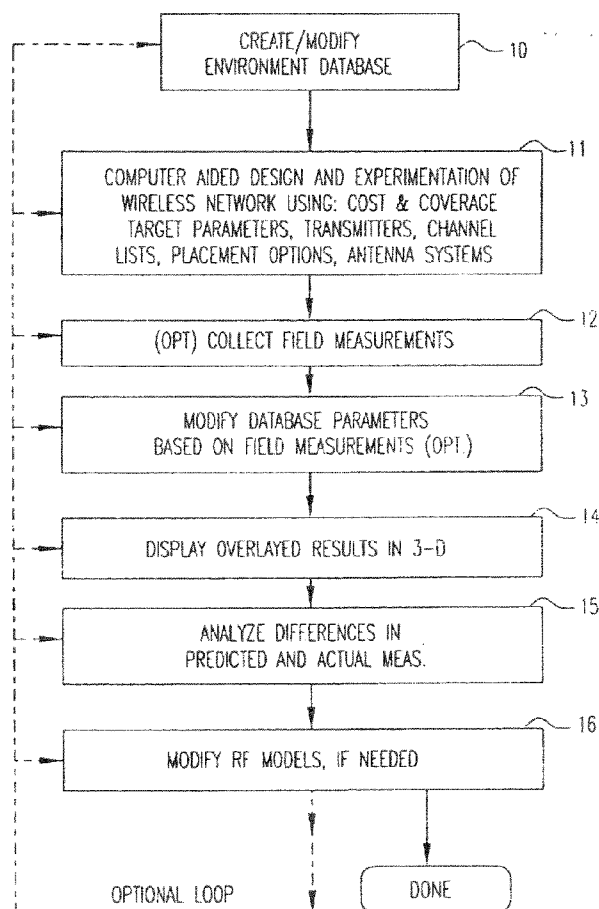 CREATE/MODIFY
ENVIRONMENT DATABASE
10
11
COMPUTER AIDED DESIGN AND EXPERIMENTATION OF
WIRELESS NETWORK USING: COST & COVERAGE
TARGET PARAMETERS, TRANSMITTERS, CHANNEL
LISTS, PLACEMENT OPTIONS, ANTENNA SYSTEMS
12
(OPT) COLLECT FIELD MEASUREMENTS
13
MODIFY DATABASE PARAMETERS
BASED ON FIELD MEASUREMENTS (OPT.)
14
DISPLAY OVERLAYED RESULTS IN 3-D
15
ANALYZE DIFFERENCES IN
PREDICTED AND ACTUAL MEAS.
16
MODIFY RF MODELS, IF NEEDED
OPTIONAL LOOP
DONE